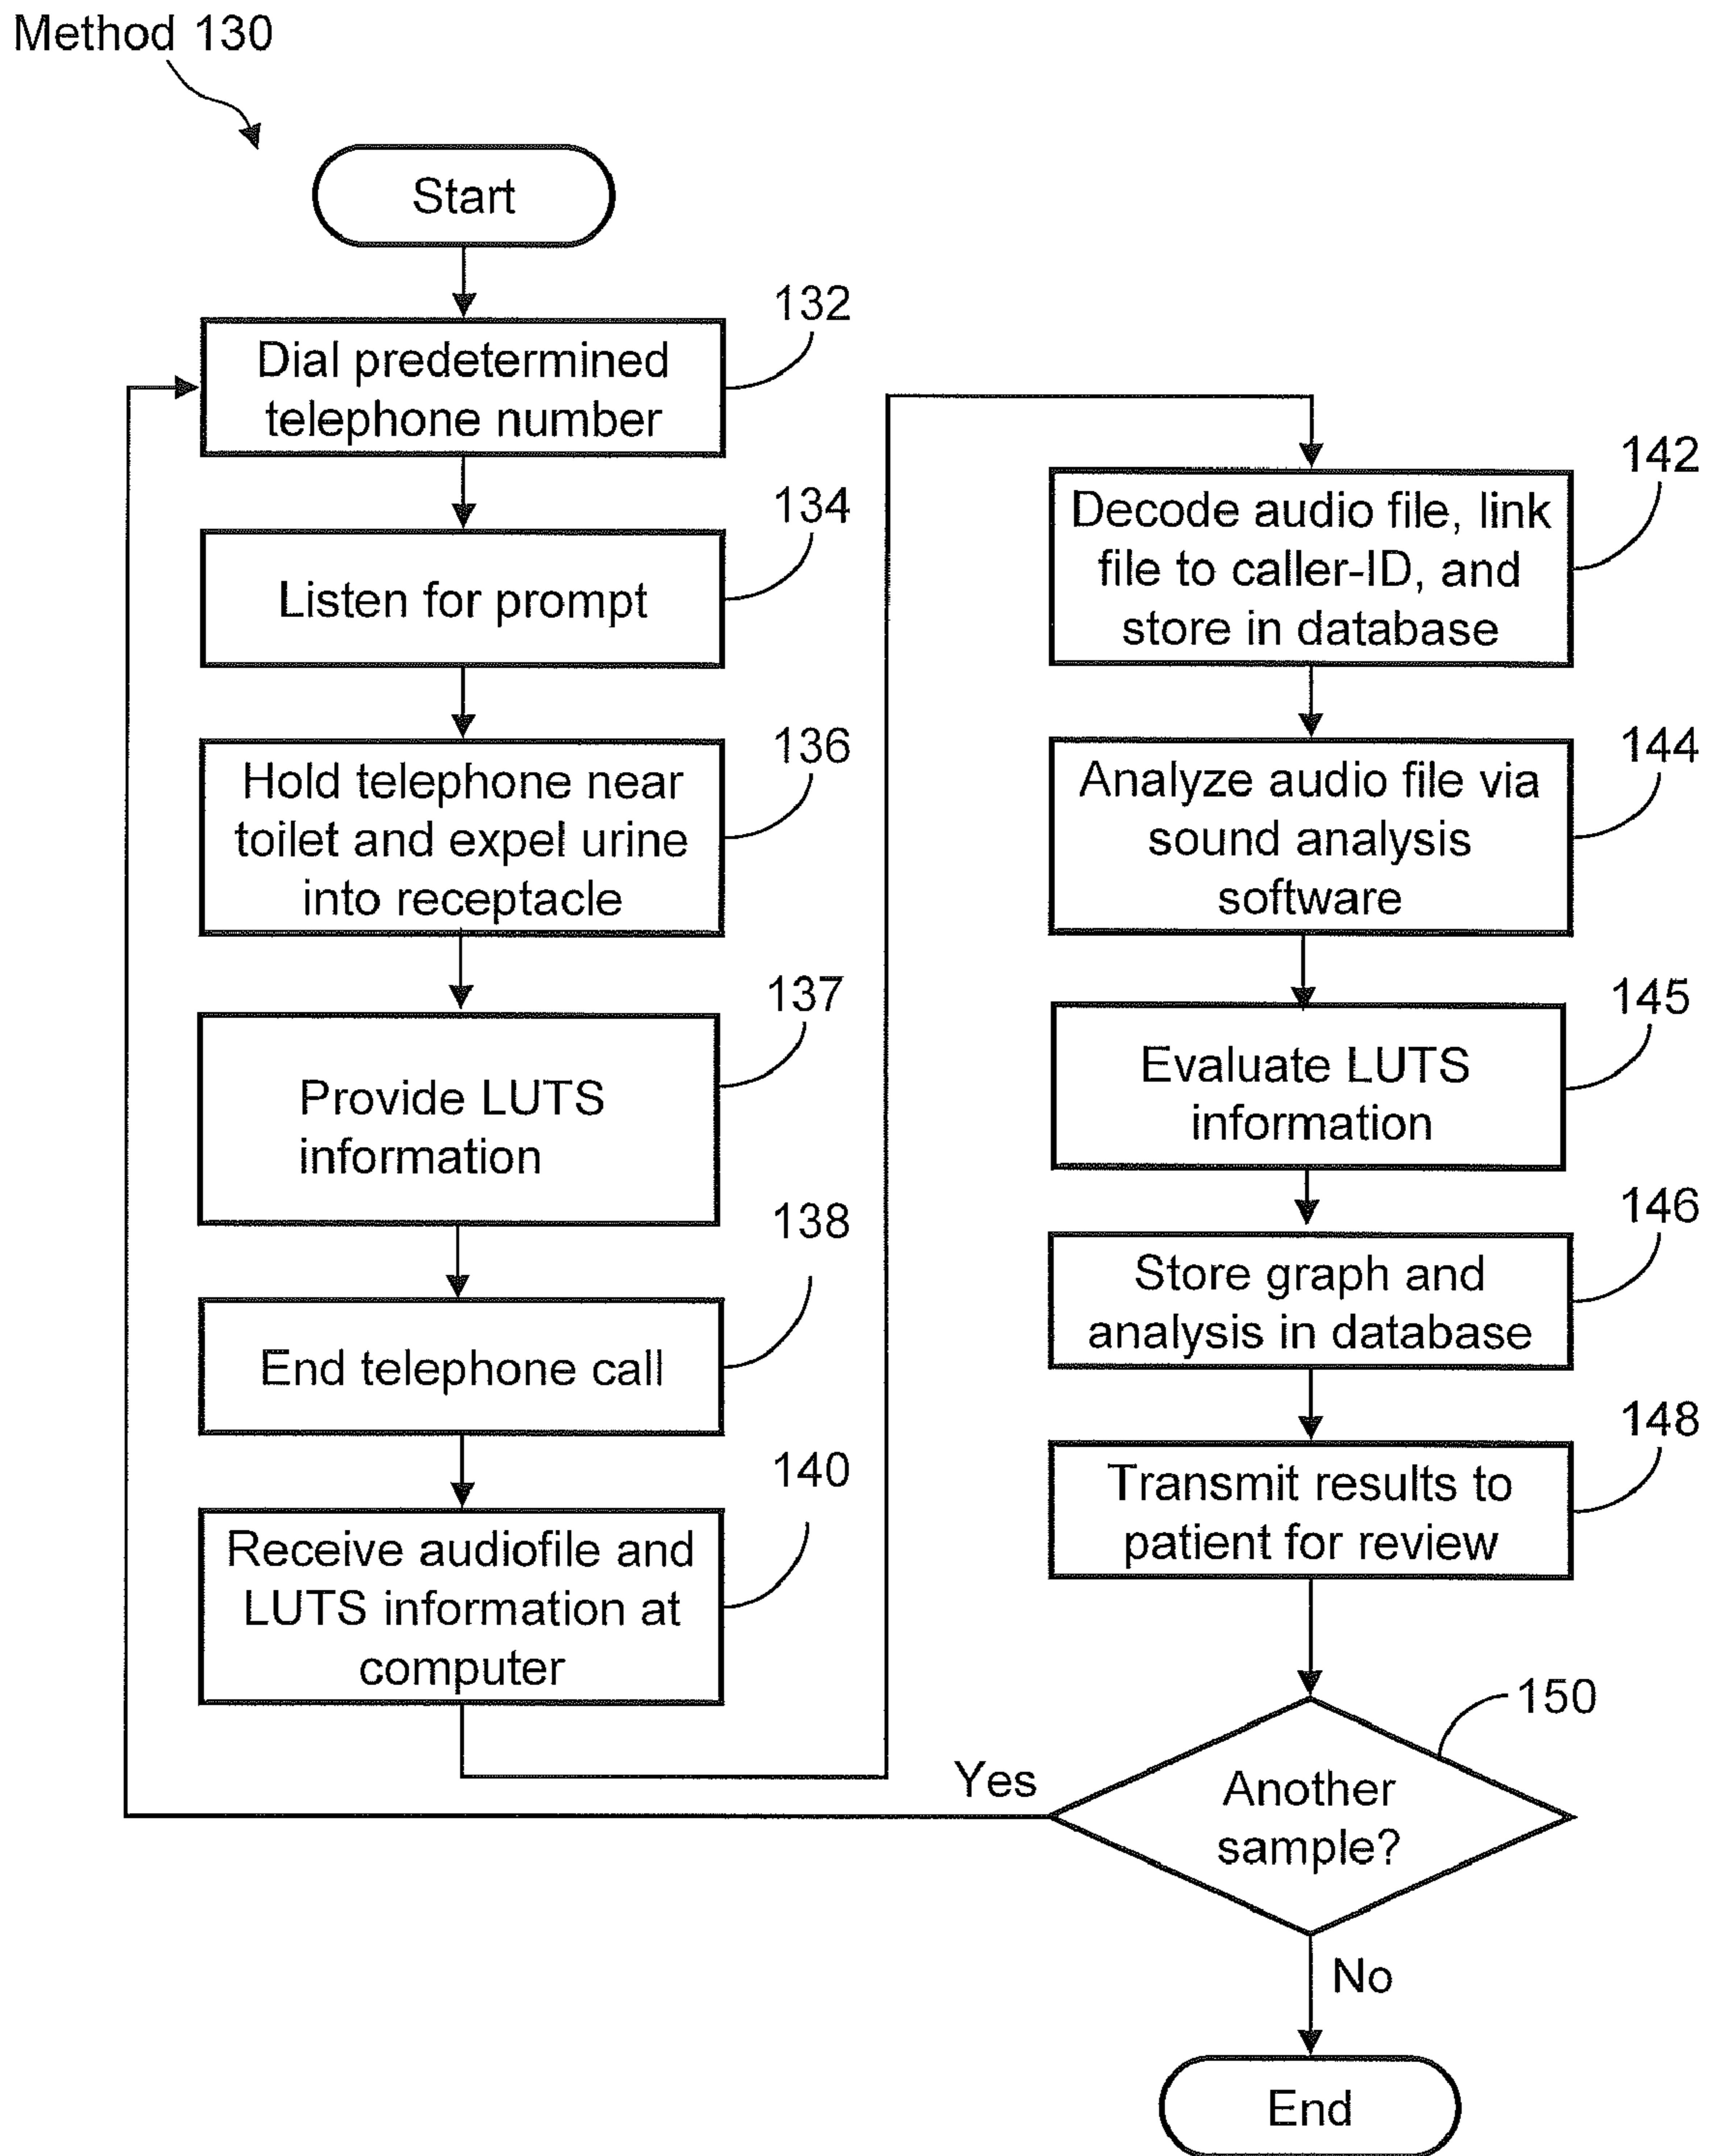 Method 130
Start
132
Dial predetermined
telephone number
134
Listen for prompt
136
Hold telephone near
toilet and expel urine
into receptacle
137
Provide LUTS
information
138
End telephone call
140
Receive audiofile and
LUTS information at
computer
142
Decode audio file, link
file to caller-ID, and
store in database
144
Analyze audio file via
sound analysis
software
145
Evaluate LUTS
information
146
Store graph and
analysis in database
148
Transmit results to
patient for review
150
Another
sample?
Yes
No
End